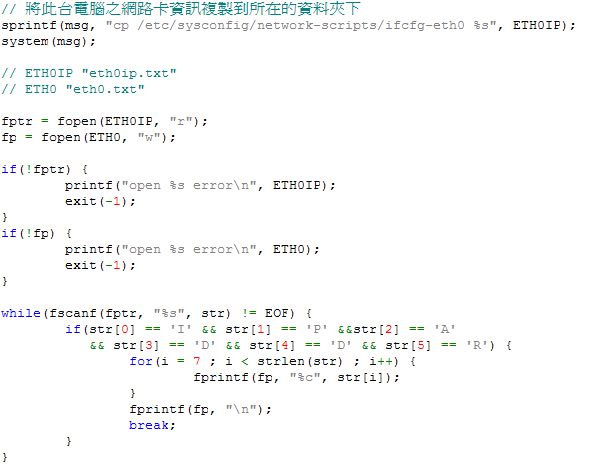 // 將此台電腦之網路卡資訊複製到所在的資料夾下
sprintf(msg, "cp /etc/sysconfig/network-scripts/ifcfg-eth0 %s", ETH0IP);
system(msg);
// ETH0IP "eth0ip.txt"
// ETH0 "eth0.txt"
fptr = fopen(ETH0IP, "r");
fp = fopen(ETH0, "w");
if(!fptr) {
        printf("open %s error\n", ETH0IP);
        exit(-1);
}
if(!fp) {
        printf("open %s error\n", ETH0);
        exit(-1);
}
while(fscanf(fptr, "%s", str) != EOF) {
        if(str[0] == 'I' && str[1] == 'P' &&str[2] == 'A'
           && str[3] == 'D' && str[4] == 'D' && str[5] == 'R') {
                for(i = 7 ; i < strlen(str) ; i++) {
                        fprintf(fp, "%c", str[i]);
                }
                fprintf(fp, "\n");
                break;
        }
}